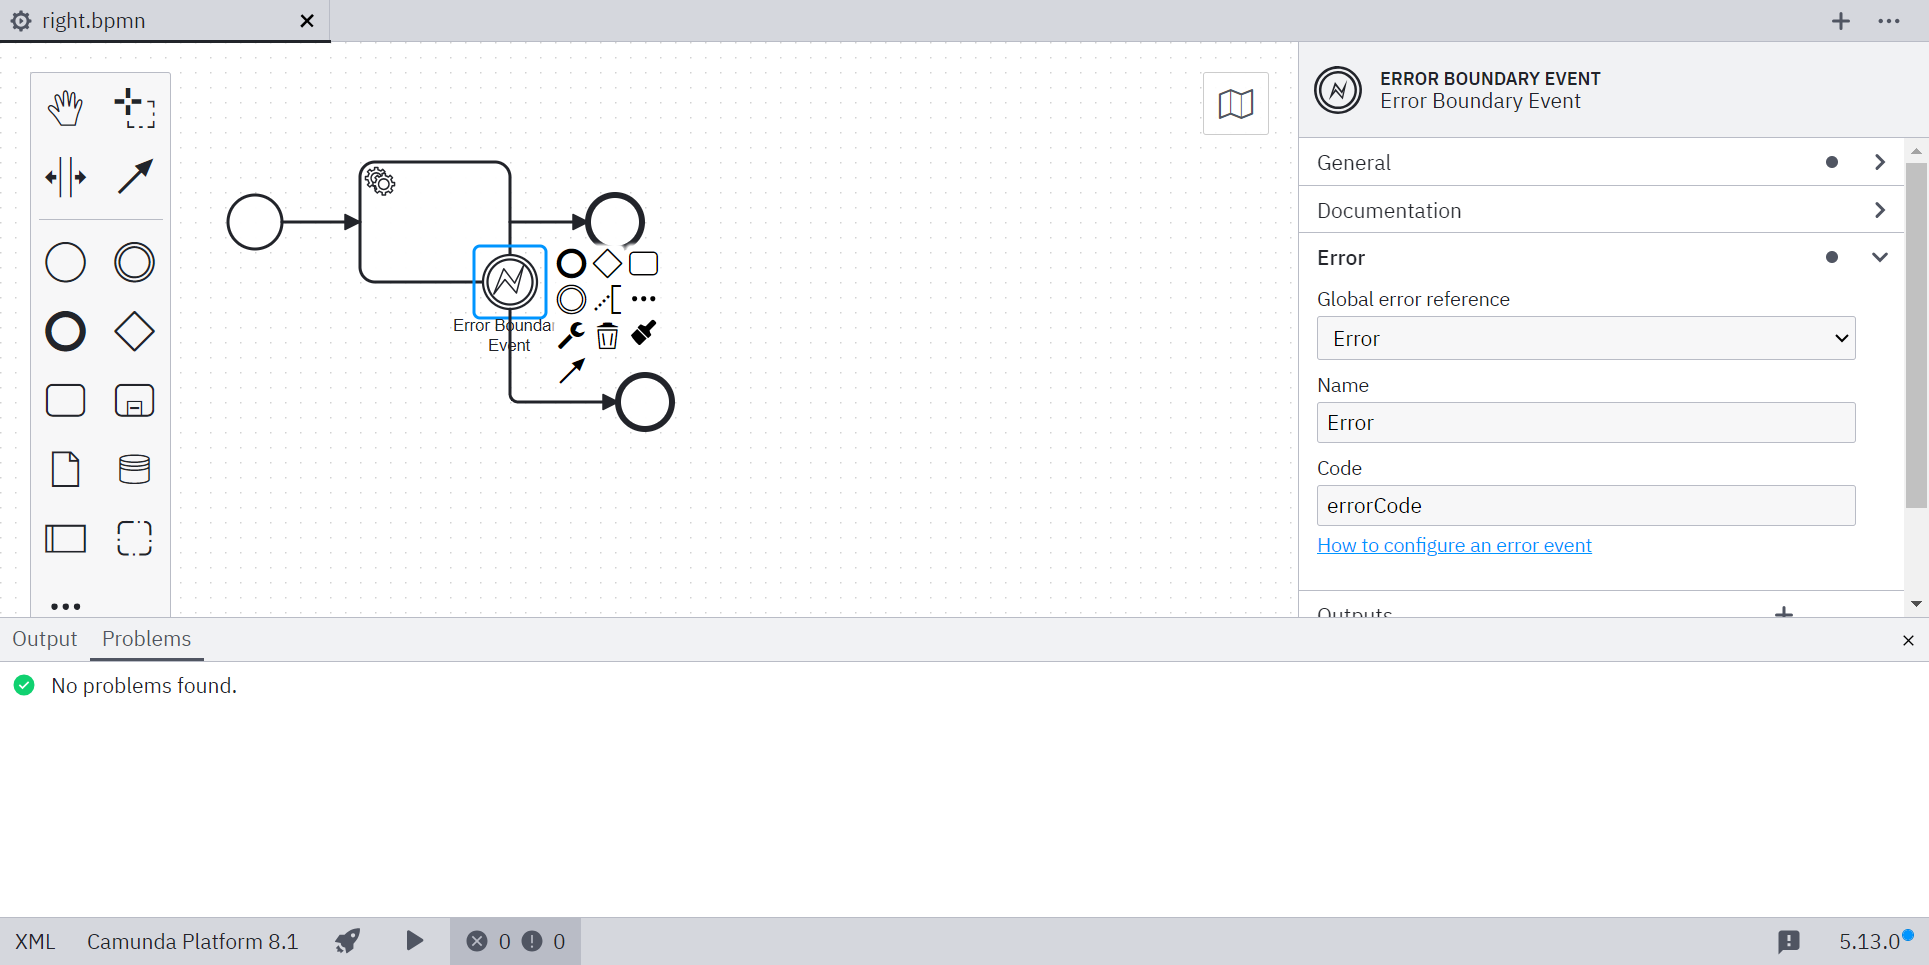 right.bpmn
ERROR BOUNDARY EVENT
Error Boundary Event
General
Documentation
Error
Global error reference
Error
Name
Error
Code
errorCode
How to configure an error event
Outputs
Error Boundar
Event
Output Problems
No problems found.
XML Camunda Platform 8.1 0 0 5.13.0